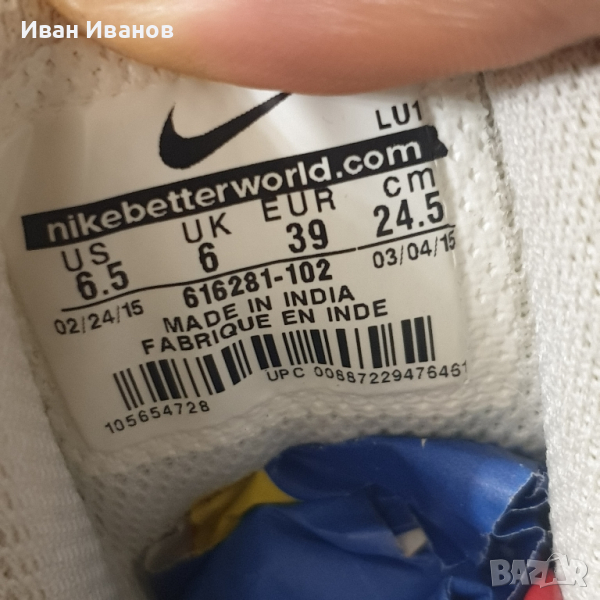 Иван Иванов
LU1
nikebetterworld.com
US UK EUR cm
6.5 6 39 24.5
02/24/15 616281-102 03/04/15
MADE IN INDIA
FABRIQUE EN INDE
105654728 UPC 00887229476461
BAZAR